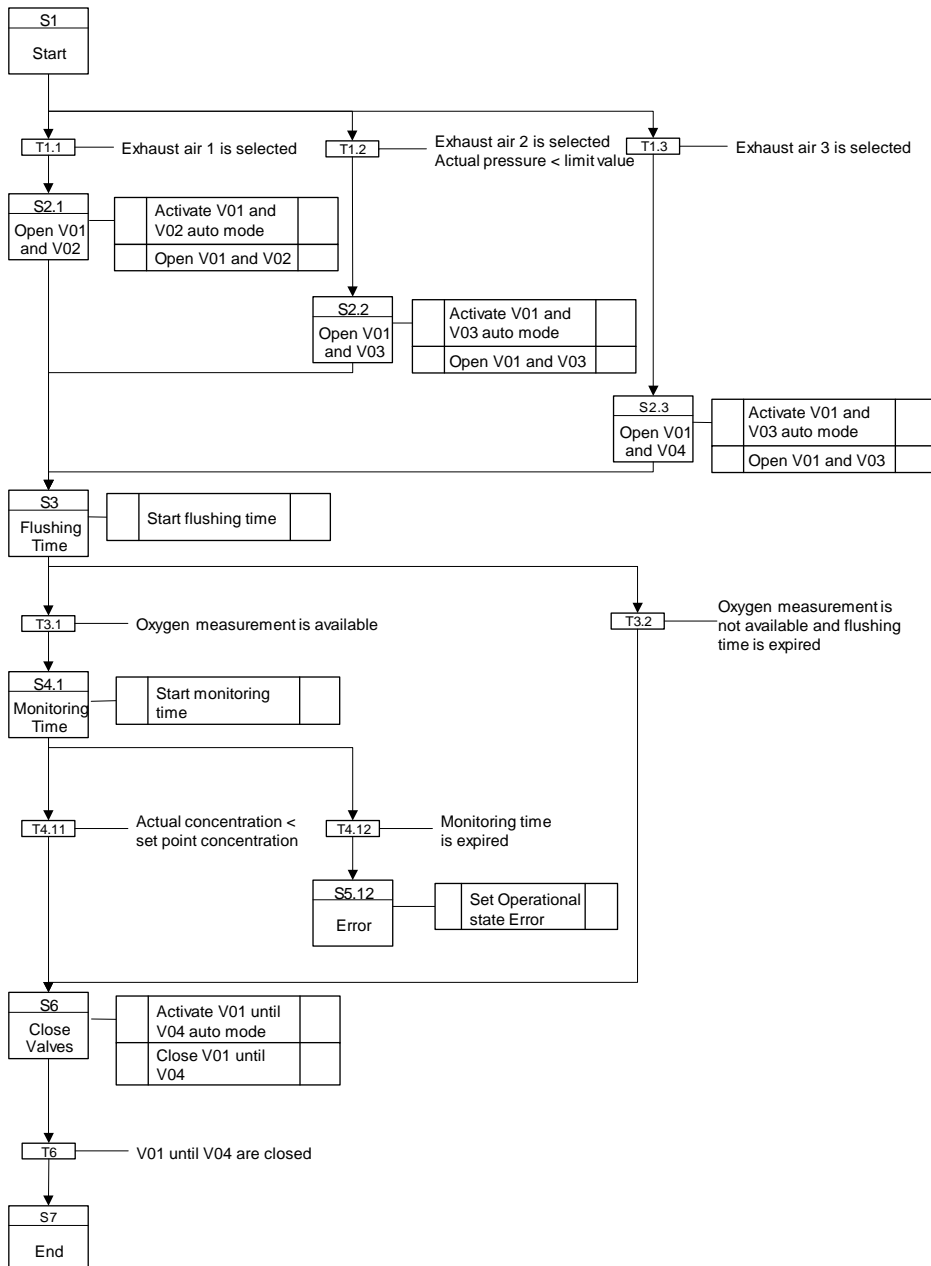 S1
Start
T1.1
Exhaust air 1 is selected
T1.2
Exhaust air 2 is selected
Actual pressure < limit value
T1.3
Exhaust air 3 is selected
S2.1
Open V01
and V02
Activate V01 and
V02 auto mode
Open V01 and V02
S2.2
Open V01
and V03
Activate V01 and
V03 auto mode
Open V01 and V03
S2.3
Open V01
and V04
Activate V01 and
V03 auto mode
Open V01 and V03
S3
Flushing
Time
Start flushing time
T3.1
Oxygen measurement is available
T3.2
Oxygen measurement is
not available and flushing
time is expired
S4.1
Monitoring
Time
Start monitoring
time
T4.11
Actual concentration <
set point concentration
T4.12
Monitoring time
is expired
S5.12
Error
Set Operational
state Error
S6
Close
Valves
Activate V01 until
V04 auto mode
Close V01 until
V04
T6
V01 until V04 are closed
S7
End